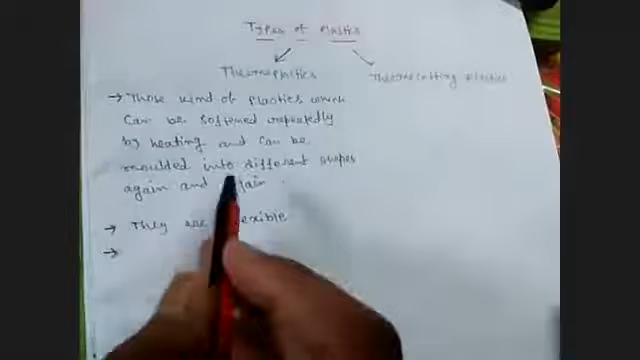 Types of Plastics
Thermoplastics
Thermosetting Plastics
→ Those kind of Plastics which
Can be Softened repeatedly
by heating and can be
moulded into different shapes
again and
→ They are
→